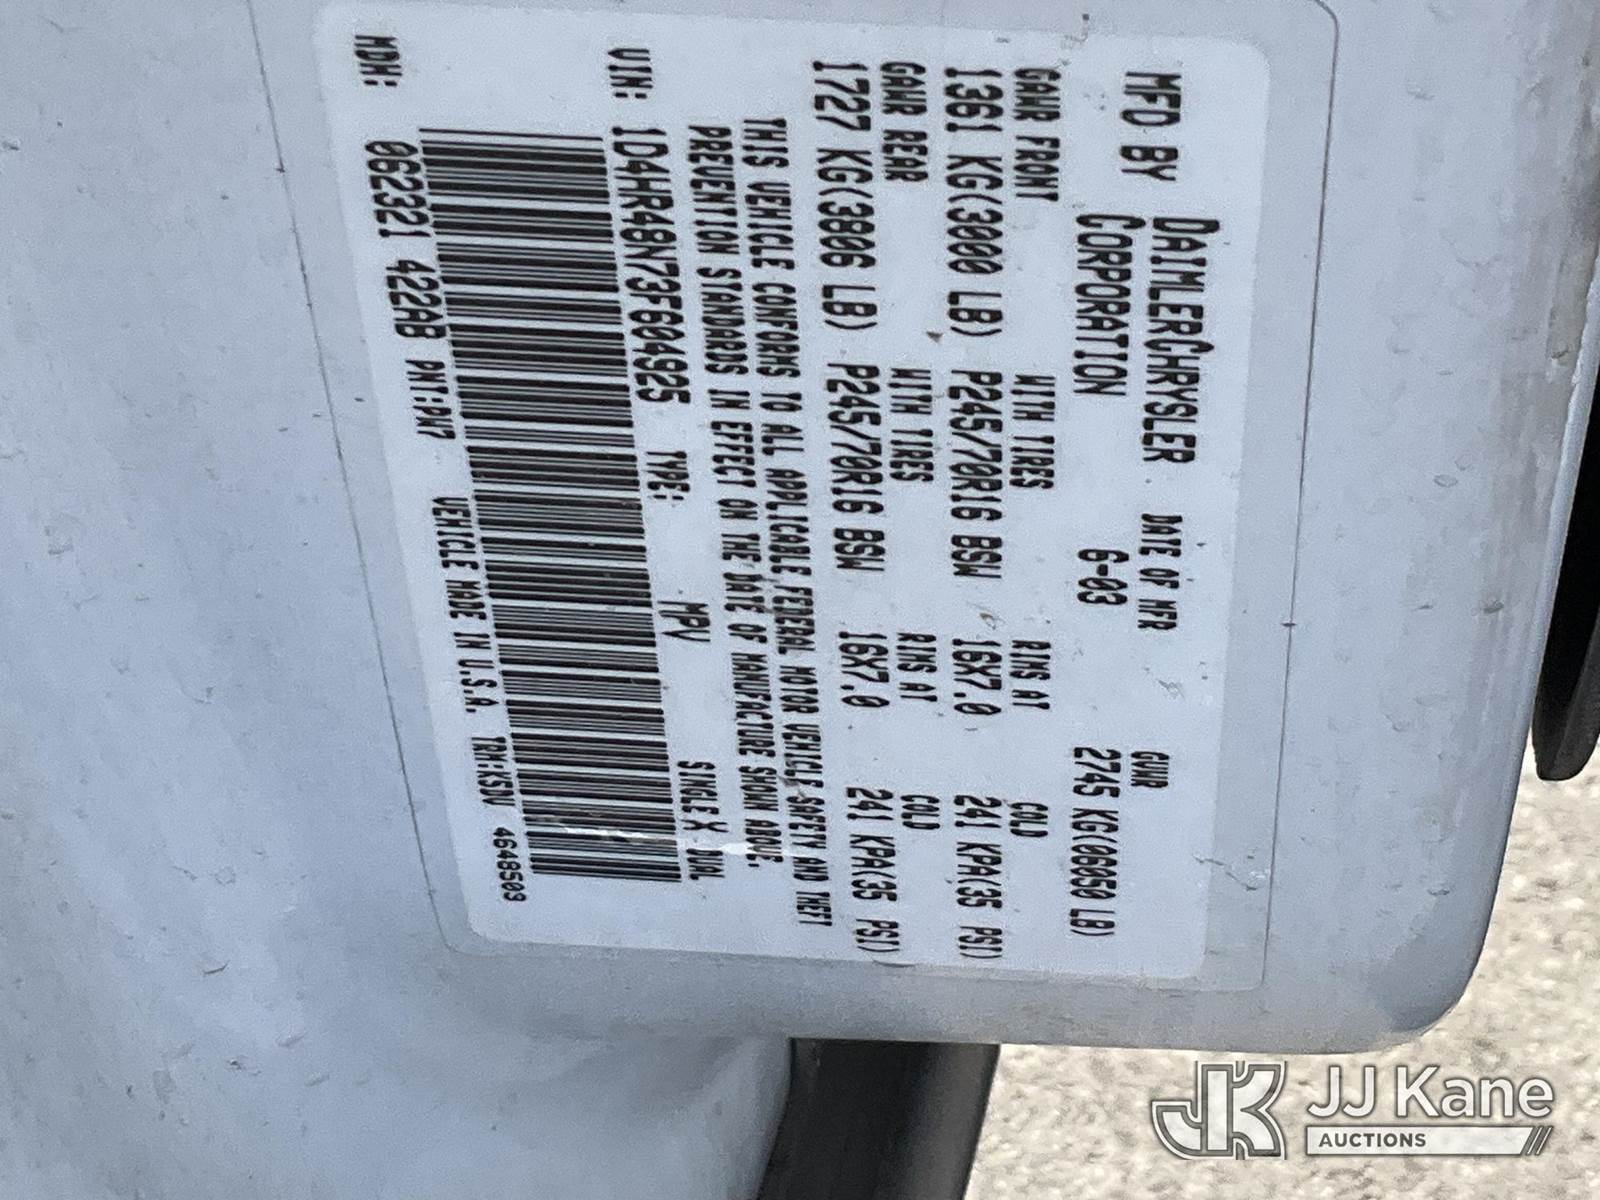 MFD BY DAIMLERCHRYSLER CORPORATION DATE OF MFR 6-03 GVWR 2745 KG(06050 LB)
GAWR FRONT WITH TIRES RIMS AT COLD
1361 KG(3000 LB) P245/70R16 BSW 16X7.0 241 KPA(35 PSI)
GAWR REAR WITH TIRES RIMS AT COLD
1727 KG(3806 LB) P245/70R16 BSW 16X7.0 241 KPA(35 PSI)
THIS VEHICLE CONFORMS TO ALL APPLICABLE FEDERAL MOTOR VEHICLE SAFETY AND THEFT
PREVENTION STANDARDS IN EFFECT ON THE DATE OF MANUFACTURE SHOWN ABOVE.
VIN: 1D4HR48N73F604925 TYPE: MPV SINGLE X DUAL
MDH: 062321 422AB PNT:PW7 VEHICLE MADE IN U.S.A. TRM:K5DV 4648509
JJ Kane
AUCTIONS